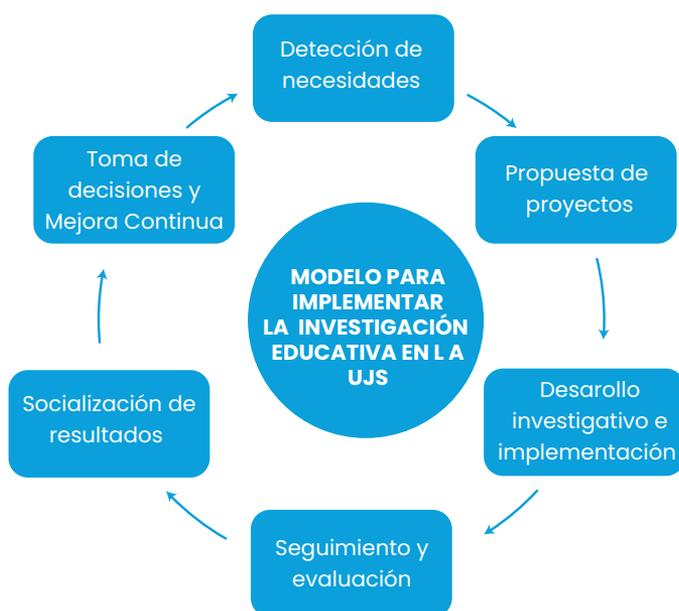 Detección de
necesidades
Propuesta de
proyectos
Desarollo
investigativo e
implementación
Seguimiento y
evaluación
Socialización de
resultados
Toma de
decisiones y
Mejora Continua
MODELO PARA
IMPLEMENTAR
LA INVESTIGACIÓN
EDUCATIVA EN L A
UJS